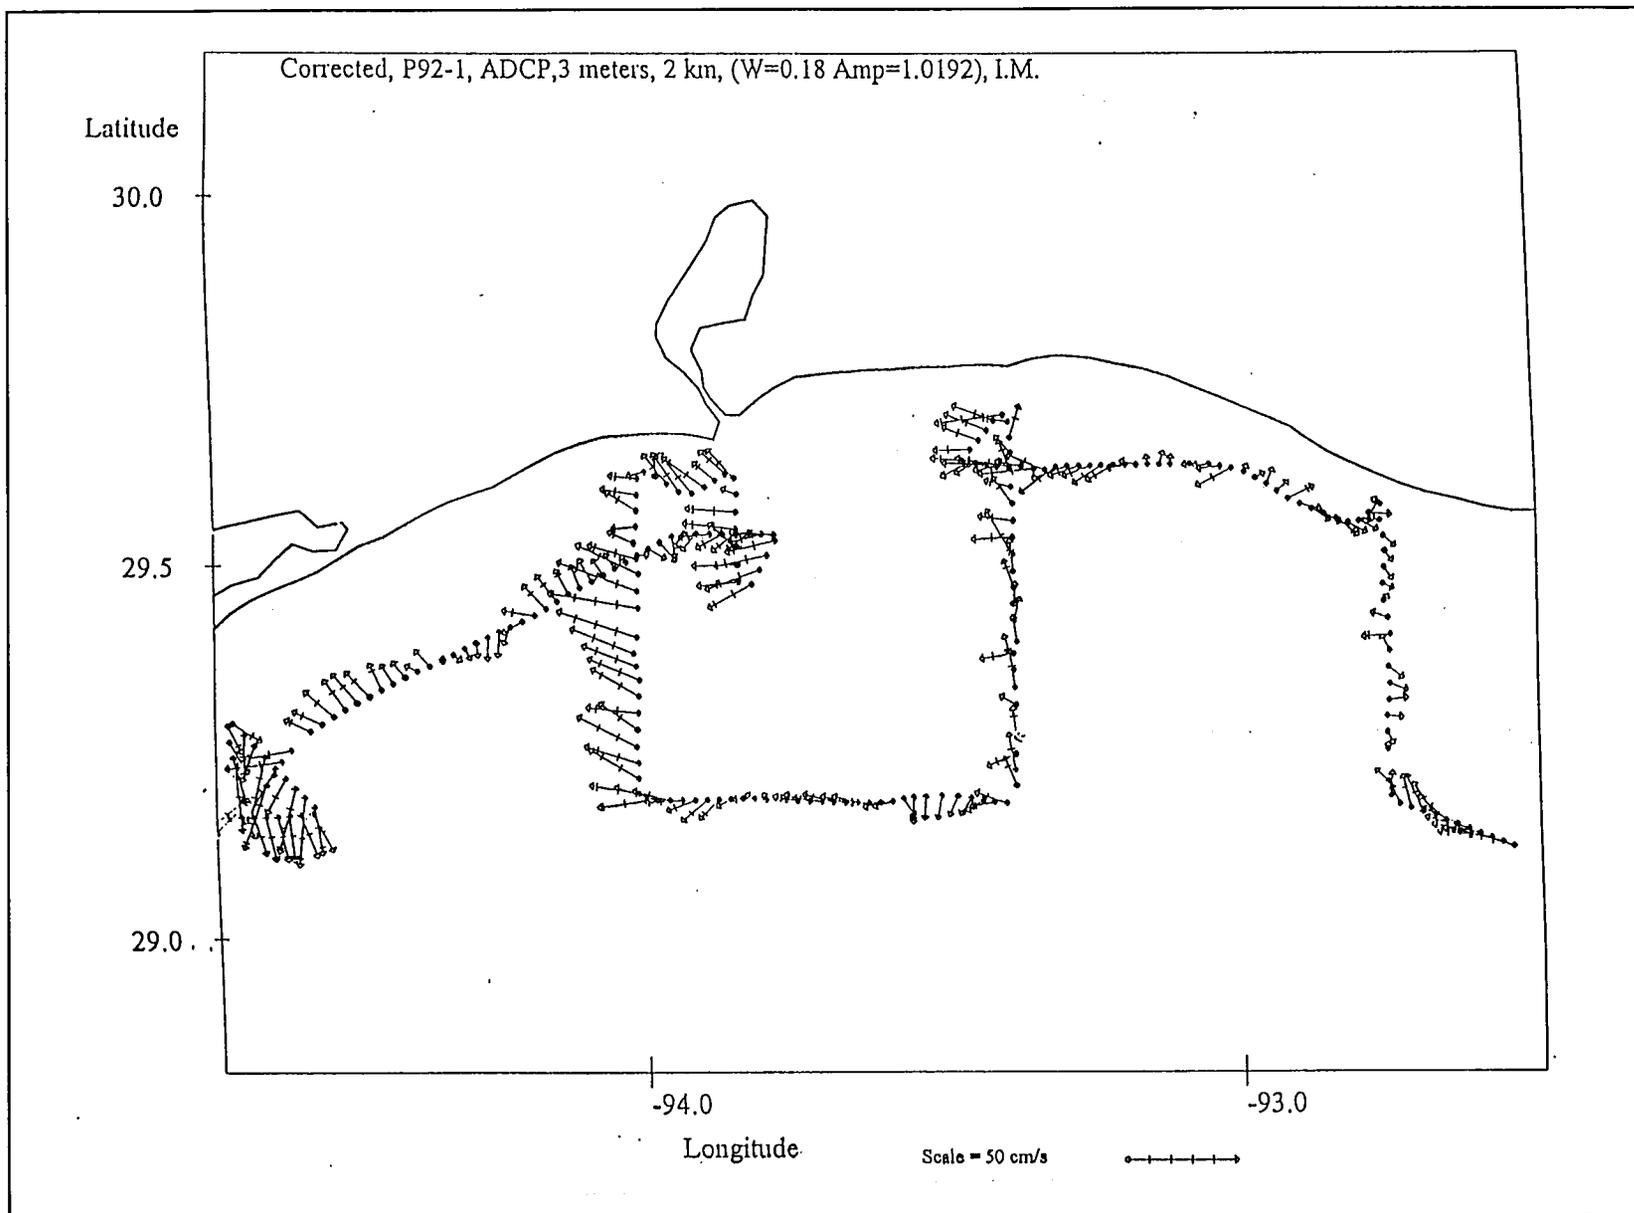 Corrected, P92-1, ADCP,3 meters, 2 km, (W=0.18 Amp=1.0192), I.M.
Latitude
30.0
29.5
29.0
-94.0
-93.0
Longitude
Scale = 50 cm/s